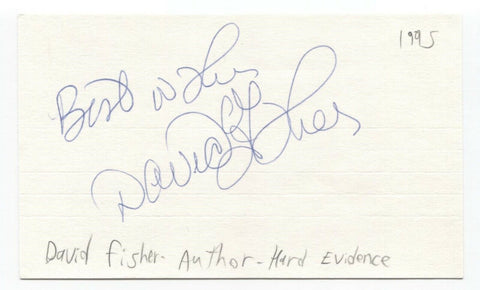 1995
Best wishes
David Fisher
David Fisher - Author - Hard Evidence